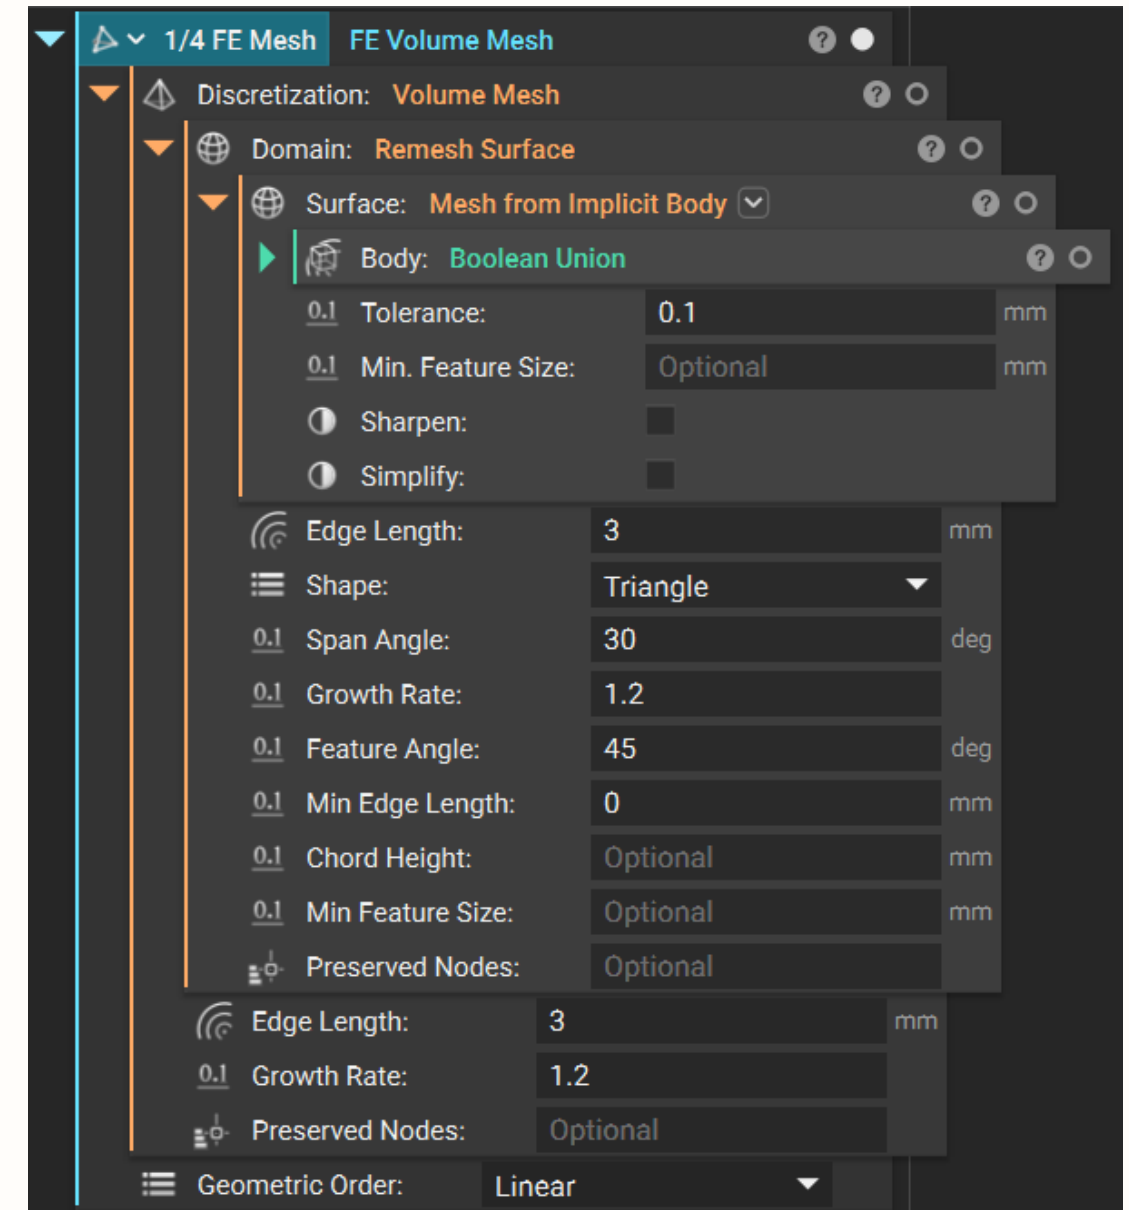 1/4 FE Mesh FE Volume Mesh ?
Discretization: Volume Mesh ?
Domain: Remesh Surface ?
Surface: Mesh from Implicit Body ?
Body: Boolean Union ?
0.1 Tolerance: 0.1 mm
0.1 Min. Feature Size: Optional mm
Sharpen:
Simplify:
Edge Length: 3 mm
Shape: Triangle
0.1 Span Angle: 30 deg
0.1 Growth Rate: 1.2
0.1 Feature Angle: 45 deg
0.1 Min Edge Length: 0 mm
0.1 Chord Height: Optional mm
0.1 Min Feature Size: Optional mm
Preserved Nodes: Optional
Edge Length: 3 mm
0.1 Growth Rate: 1.2
Preserved Nodes: Optional
Geometric Order: Linear